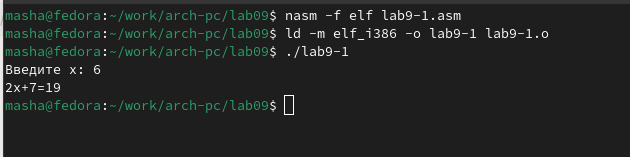 masha@fedora:~/work/arch-pc/lab09$ nasm -f elf lab9-1.asm
masha@fedora:~/work/arch-pc/lab09$ ld -m elf_i386 -o lab9-1 lab9-1.o
masha@fedora:~/work/arch-pc/lab09$ ./lab9-1
Введите x: 6
2x+7=19
masha@fedora:~/work/arch-pc/lab09$